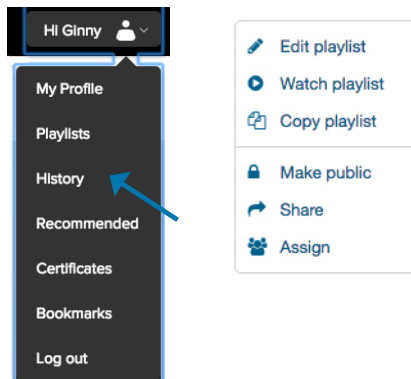 Hi Ginny
My Profile
Playlists
History
Recommended
Certificates
Bookmarks
Log out
Edit playlist
Watch playlist
Copy playlist
Make public
Share
Assign